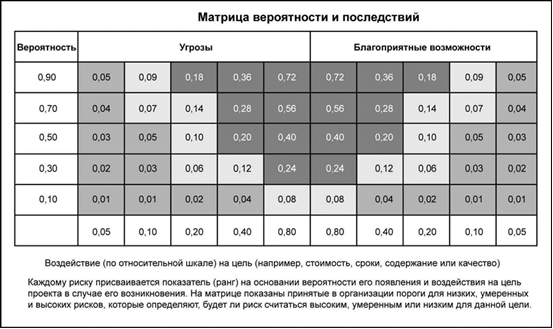 Матрица вероятности и последствий
Вероятность Угрозы Благоприятные возможности
0,90 0,05 0,09 0,18 0,36 0,72 0,72 0,36 0,18 0,09 0,05
0,70 0,04 0,07 0,14 0,28 0,56 0,56 0,28 0,14 0,07 0,04
0,50 0,03 0,05 0,10 0,20 0,40 0,40 0,20 0,10 0,05 0,03
0,30 0,02 0,03 0,06 0,12 0,24 0,24 0,12 0,06 0,03 0,02
0,10 0,01 0,01 0,02 0,04 0,08 0,08 0,04 0,02 0,01 0,01
0,05 0,10 0,20 0,40 0,80 0,80 0,40 0,20 0,10 0,05
Воздействие (по относительной шкале) на цель (например, стоимость, сроки, содержание или качество)
Каждому риску присваивается показатель (ранг) на основании вероятности его появления и воздействия на цель
проекта в случае его возникновения. На матрице показаны принятые в организации пороги для низких, умеренных
и высоких рисков, которые определяют, будет ли риск считаться высоким, умеренным или низким для данной цели.